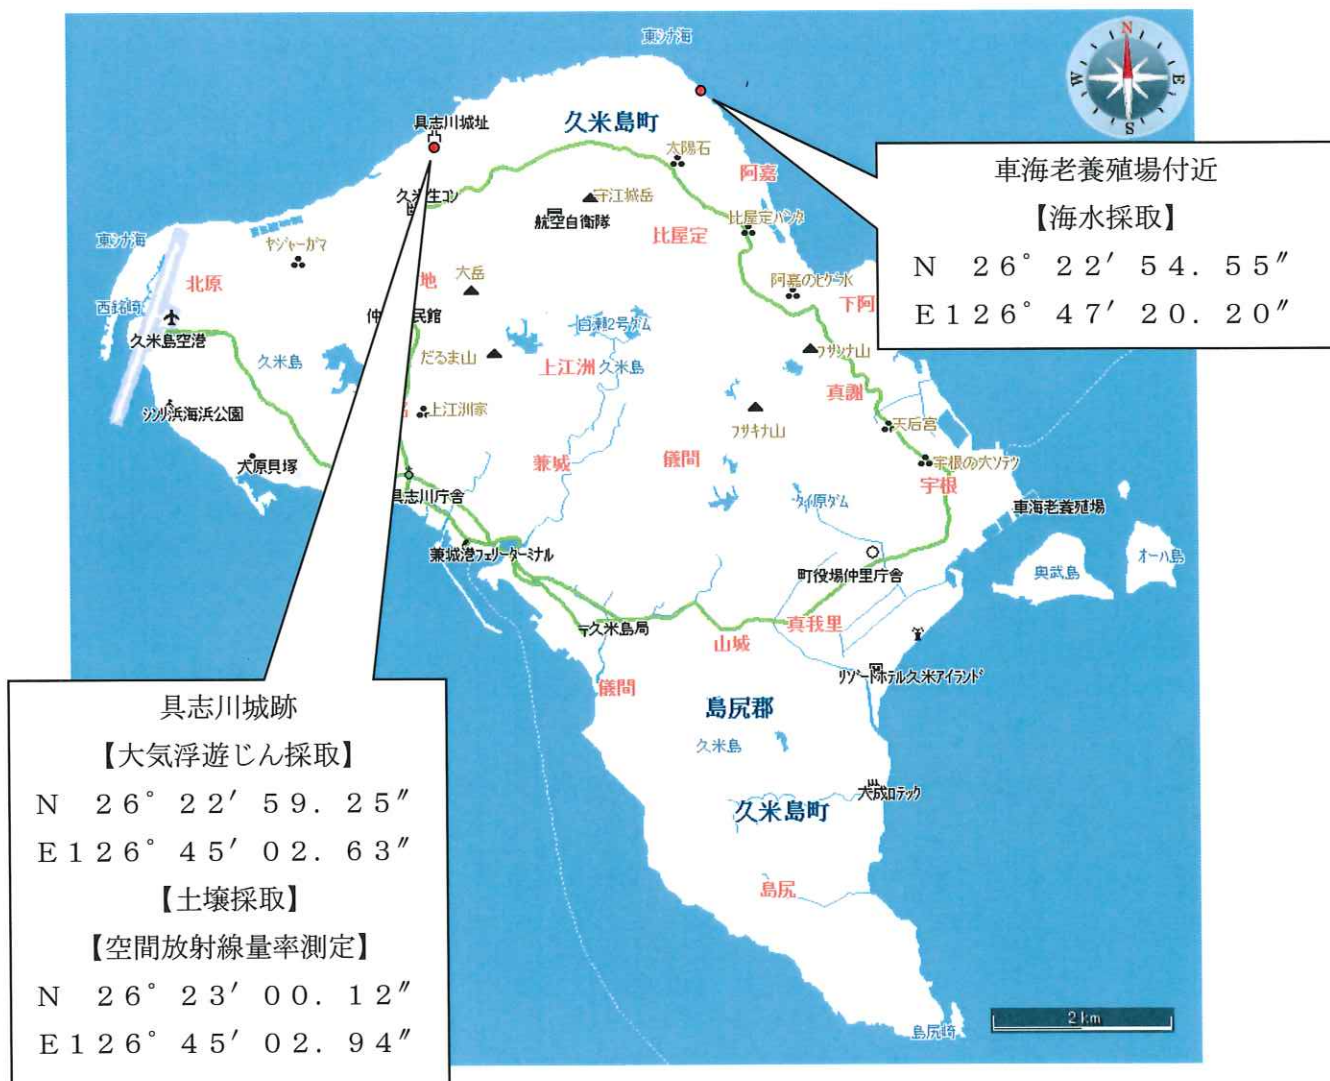 東シナ海
N
W
E
S
具志川城址
久米島町
太陽石
阿嘉
久米生コン
守江城岳
航空自衛隊
比屋定バンタ
比屋定
東シナ海
ヤジャーガマ
北原
地
大岳
阿嘉のヒゲー水
下阿
西銘崎
久米島空港
白瀬2号ダム
だるま山
上江洲
久米島
フサシナ山
久米島
真謝
シンリ浜海浜公園
上江洲家
フサキナ山
天后宮
大原貝塚
兼城
儀間
宇根の大ソテツ
宇根
具志川庁舎
タイ原ダム
車海老養殖場
兼城港フェリーターミナル
町役場仲里庁舎
奥武島
オーハ島
〒久米島局
山城
真我里
儀間
リゾートホテル久米アイランド
島尻郡
久米島
大成ロテック
久米島町
島尻
島尻崎
2 km
車海老養殖場付近
【海水採取】
N 26° 22′ 54.55″
E126° 47′ 20.20″
具志川城跡
【大気浮遊じん採取】
N 26° 22′ 59.25″
E126° 45′ 02.63″
【土壌採取】
【空間放射線量率測定】
N 26° 23′ 00.12″
E126° 45′ 02.94″